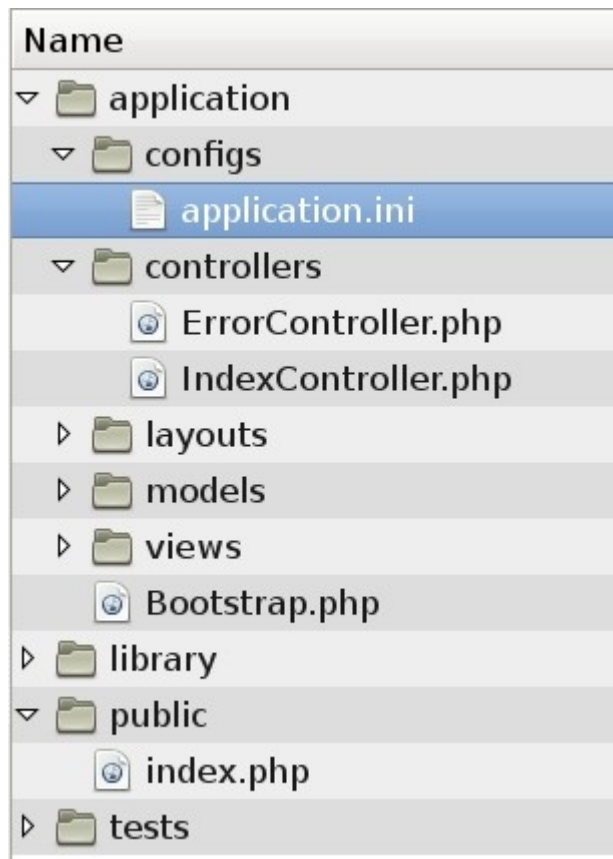 Name
application
configs
application.ini
controllers
ErrorController.php
IndexController.php
layouts
models
views
Bootstrap.php
library
public
index.php
tests